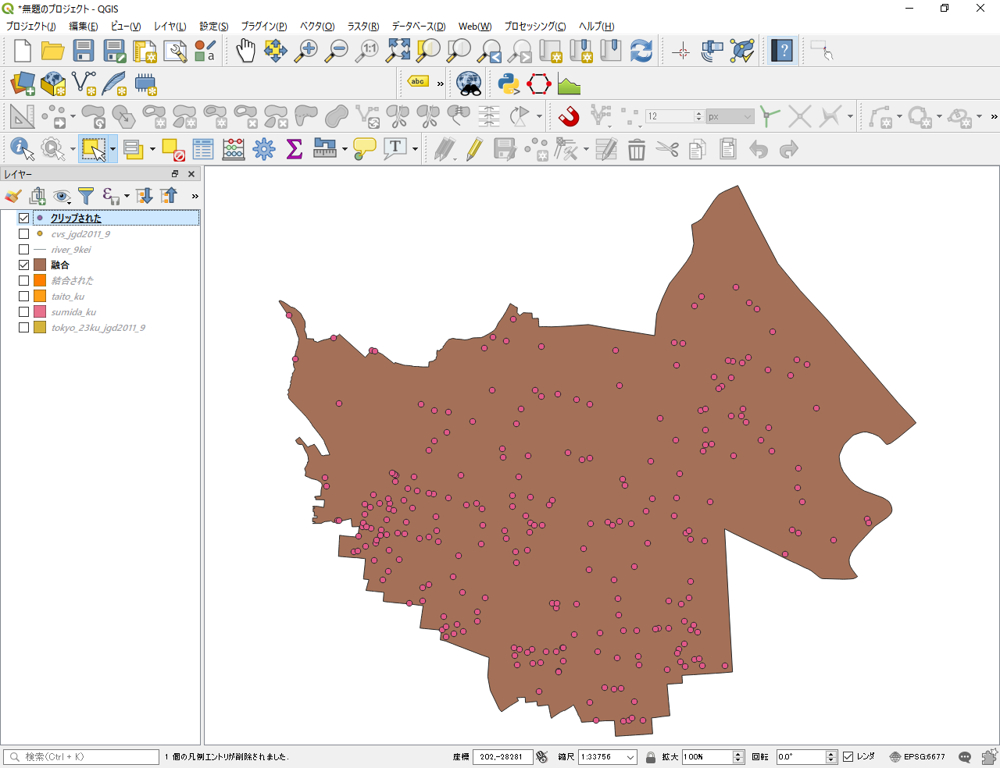 *無題のプロジェクト - QGIS
プロジェクト(J) 編集(E) ビュー(V) レイヤ(L) 設定(S) プラグイン(P) ベクタ(O) ラスタ(R) データベース(D) Web(W) プロセッシング(C) ヘルプ(H)
1:1
a
?
abc »
12 px »
T
レイヤー
»
クリップされた
cvs_jgd2011_9
river_9kei
融合
結合された
taito_ku
sumida_ku
tokyo_23ku_jgd2011_9
検索(Ctrl + K) 1 個の凡例エントリが削除されました. 座標 202,-28281 縮尺 1:33756 拡大 100% 回転 0.0° レンダ EPSG:6677